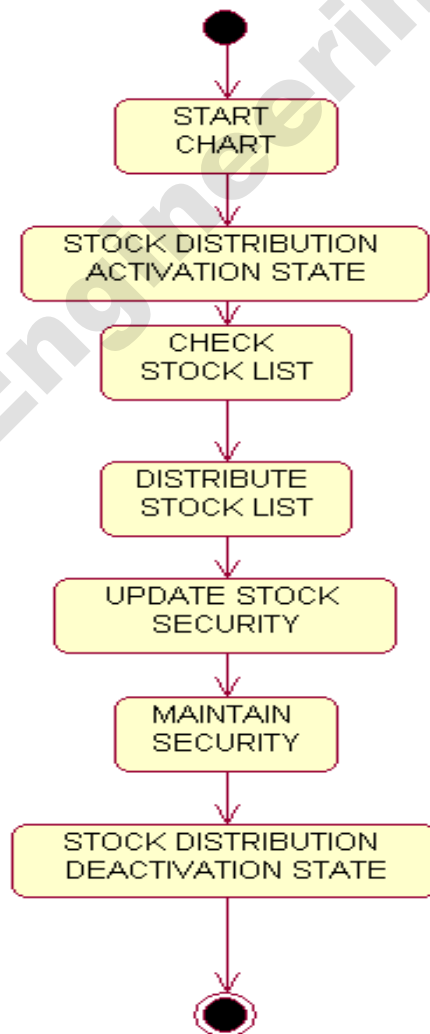 START
CHART
STOCK DISTRIBUTION
ACTIVATION STATE
CHECK
STOCK LIST
DISTRIBUTE
STOCK LIST
UPDATE STOCK
SECURITY
MAINTAIN
SECURITY
STOCK DISTRIBUTION
DEACTIVATION STATE